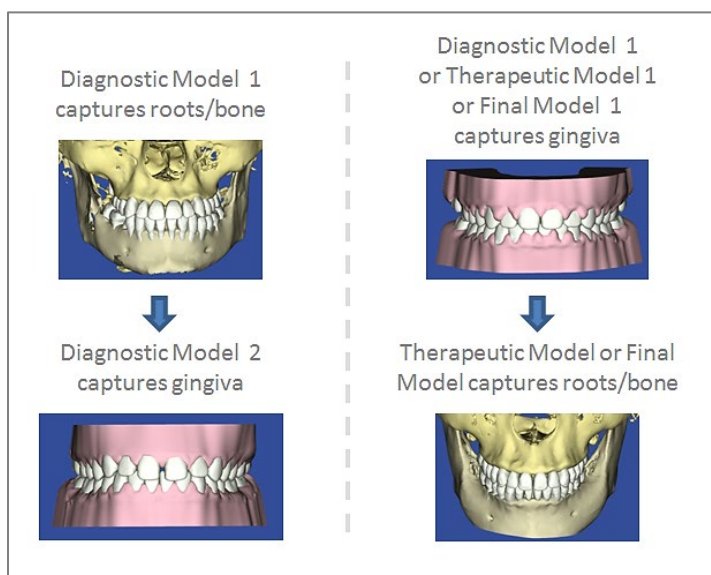 Diagnostic Model 1
captures roots/bone
Diagnostic Model 2
captures gingiva
Diagnostic Model 1
or Therapeutic Model 1
or Final Model 1
captures gingiva
Therapeutic Model or Final
Model captures roots/bone